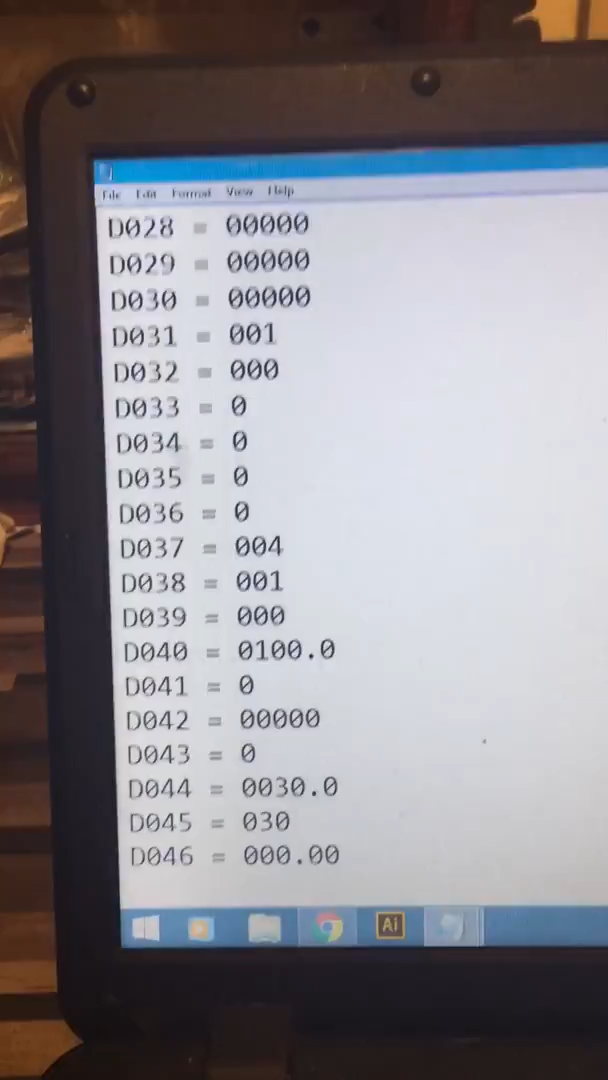 File Edit Format View Help
D028 = 00000
D029 = 00000
D030 = 00000
D031 = 001
D032 = 000
D033 = 0
D034 = 0
D035 = 0
D036 = 0
D037 = 004
D038 = 001
D039 = 000
D040 = 0100.0
D041 = 0
D042 = 00000
D043 = 0
D044 = 0030.0
D045 = 030
D046 = 000.00
Ai